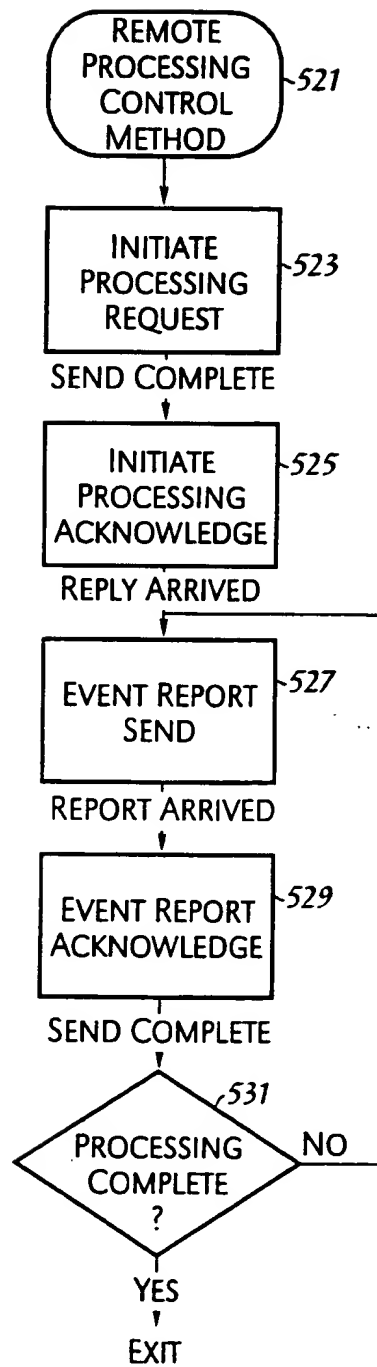 REMOTE
PROCESSING
CONTROL
METHOD
521
INITIATE
PROCESSING
REQUEST
523
SEND COMPLETE
INITIATE
PROCESSING
ACKNOWLEDGE
525
REPLY ARRIVED
EVENT REPORT
SEND
527
REPORT ARRIVED
EVENT REPORT
ACKNOWLEDGE
529
SEND COMPLETE
531
PROCESSING
COMPLETE
?
NO
YES
EXIT